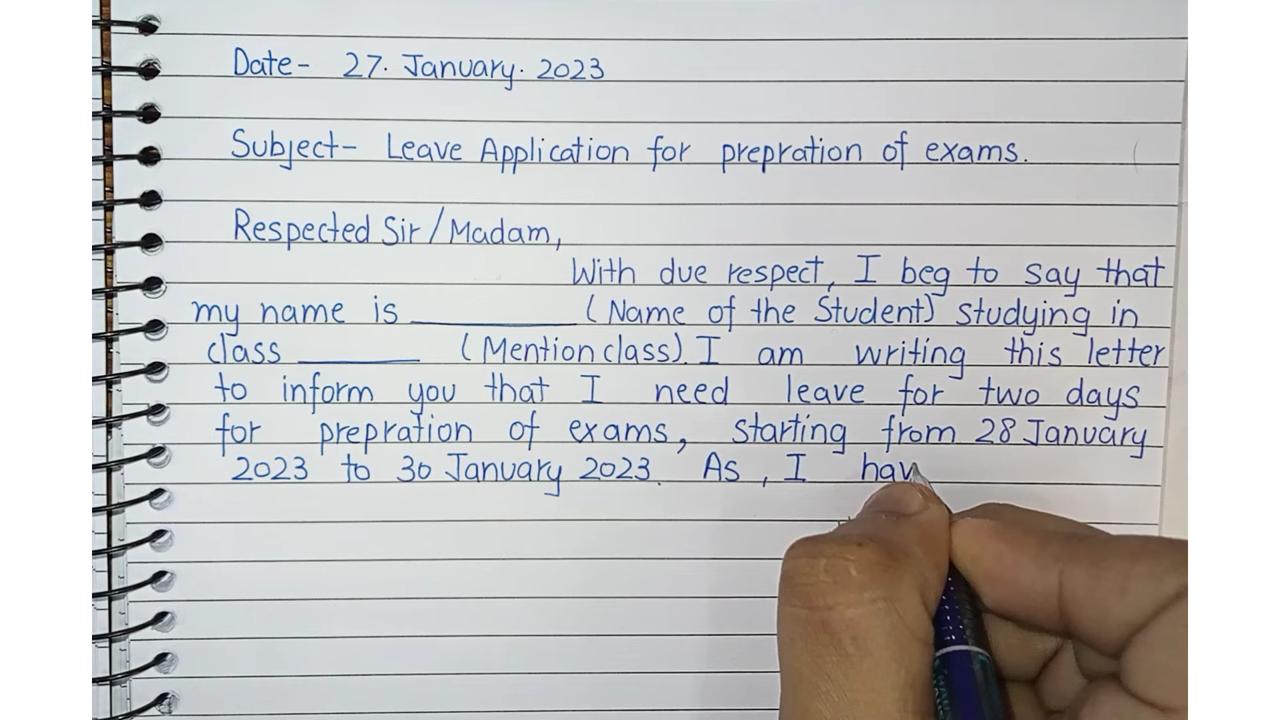 Date- 27. January. 2023
Subject- Leave Application for prepration of exams.
Respected Sir/Madam,
With due respect, I beg to say that
my name is __________ (Name of the Student) studying in
class ________ (Mention class). I am writing this letter
to inform you that I need leave for two days
for prepration of exams, starting from 28 January
2023 to 30 January 2023. As, I hav